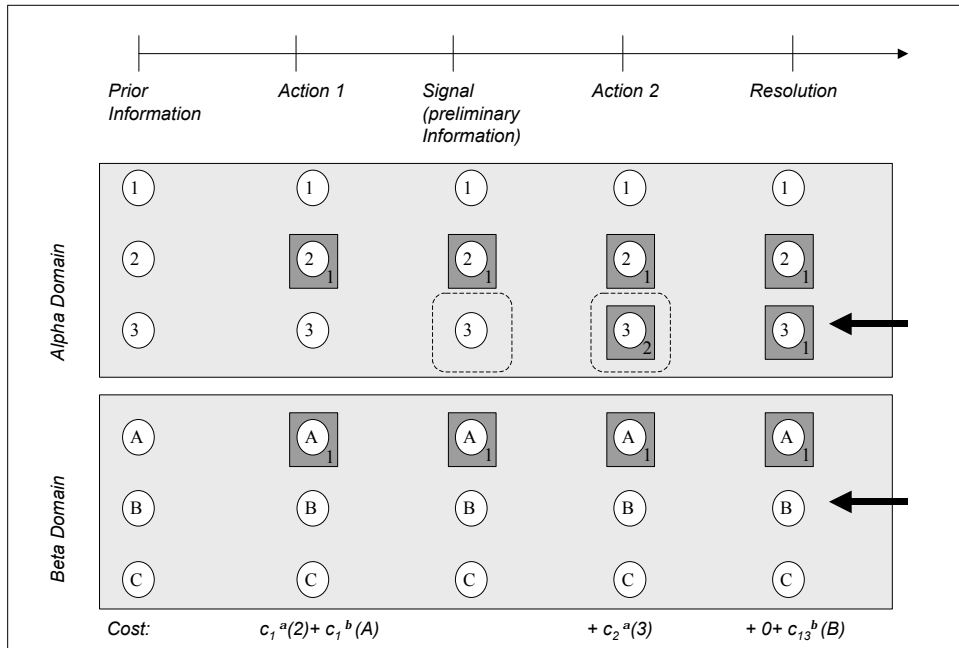 Prior Action 1 Signal Action 2 Resolution
Information (preliminary
Information)
Alpha Domain
1 1 1 1 1
2 2 1 2 1 2 1 2 1
3 3 3 3 2 3 1
Beta Domain
A A 1 A 1 A 1 A 1
B B B B B
C C C C C
Cost: c₁ᵃ(2)+ c₁ᵇ(A) + c₂ᵃ(3) + 0+ c₁₃ᵇ(B)